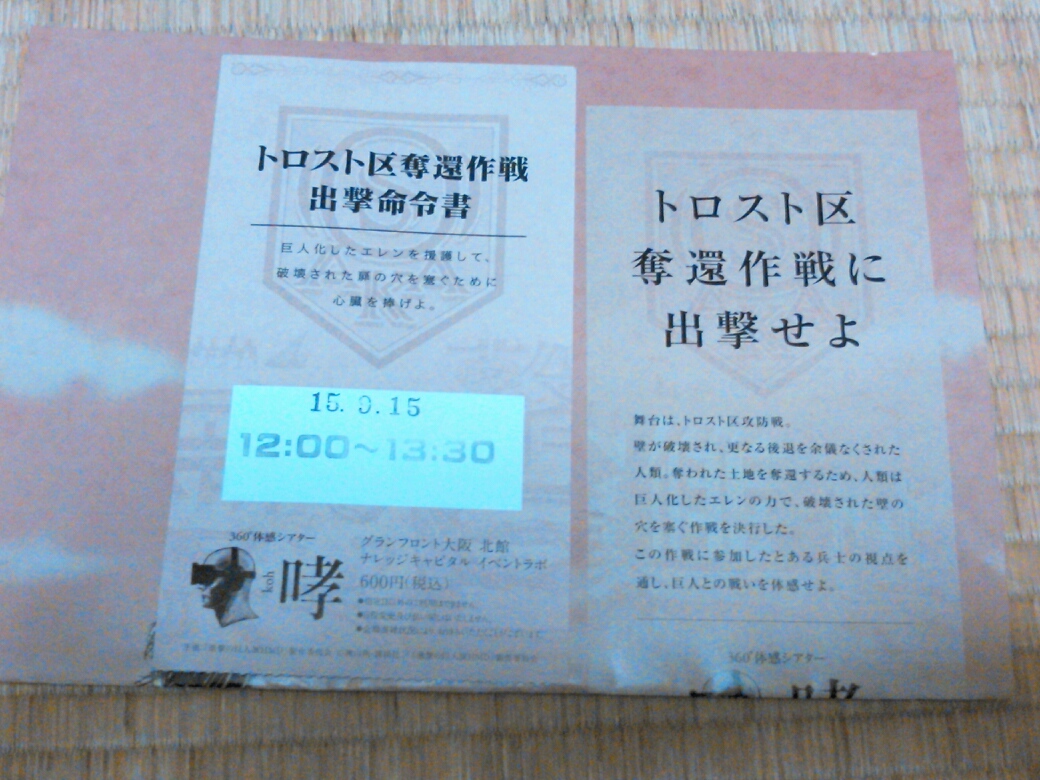 トロスト区奪還作戦
出撃命令書
巨人化したエレンを援護して、
破壊された扉の穴を塞ぐために
心臓を捧げよ。
15. 9.15
12:00～13:30
360°体感シアター
哮
koh
グランフロント大阪 北館
ナレッジキャピタル イベントラボ
600円(税込)
トロスト区
奪還作戦に
出撃せよ
舞台は、トロスト区攻防戦。
壁が破壊され、更なる後退を余儀なくされた
人類。奪われた土地を奪還するため、人類は
巨人化したエレンの力で、破壊された壁の
穴を塞ぐ作戦を決行した。
この作戦に参加したとある兵士の視点を
通し、巨人との戦いを体感せよ。
360°体感シアター
哮